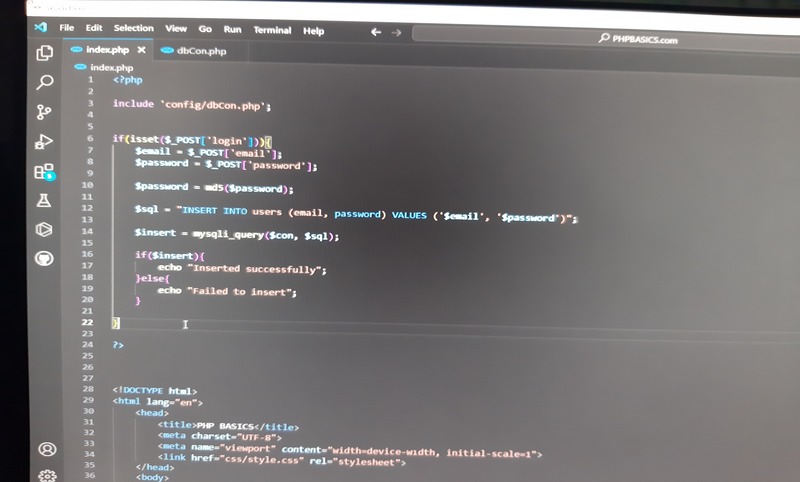 File Edit Selection View Go Run Terminal Help
PHPBASICS.com
index.php dbCon.php
index.php
1 <?php
2
3 include 'config/dbCon.php';
4
5
6 if(isset($_POST['login'])){
7 $email = $_POST['email'];
8 $password = $_POST['password'];
9
10 $password = md5($password);
11
12 $sql = "INSERT INTO users (email, password) VALUES ('$email', '$password')";
13
14 $insert = mysqli_query($con, $sql);
15
16 if($insert){
17 echo "Inserted successfully";
18 }else{
19 echo "Failed to insert";
20 }
21
22 }
23
24 ?>
25
26
27
28 <!DOCTYPE html>
29 <html lang="en">
30 <head>
31 <title>PHP BASICS</title>
32 <meta charset="UTF-8">
33 <meta name="viewport" content="width=device-width, initial-scale=1">
34 <link href="css/style.css" rel="stylesheet">
35 </head>
36 <body>